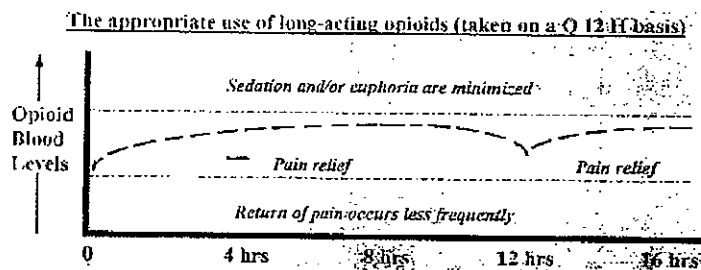 The appropriate use of long-acting opioids (taken on a Q 12 H basis)
Sedation and/or euphoria are minimized
Opioid
Blood
Levels
Pain relief
Pain relief
Return of pain occurs less frequently
0
4 hrs
8 hrs
12 hrs
16 hrs